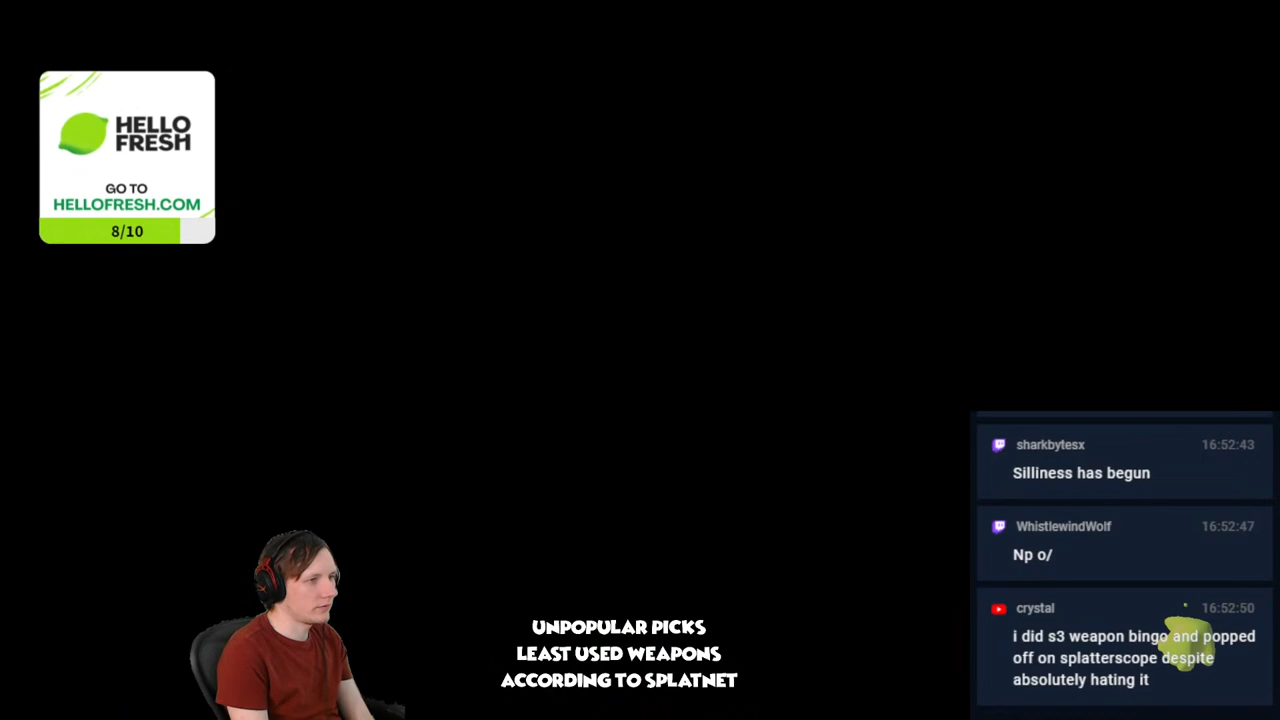 HELLO
FRESH
GO TO
HELLOFRESH.COM
8/10
sharkbytesx 16:52:43
Silliness has begun
WhistlewindWolf 16:52:47
Np o/
crystal 16:52:50
i did s3 weapon bingo and popped
off on splatterscope despite
absolutely hating it
UNPOPULAR PICKS
LEAST USED WEAPONS
ACCORDING TO SPLATNET